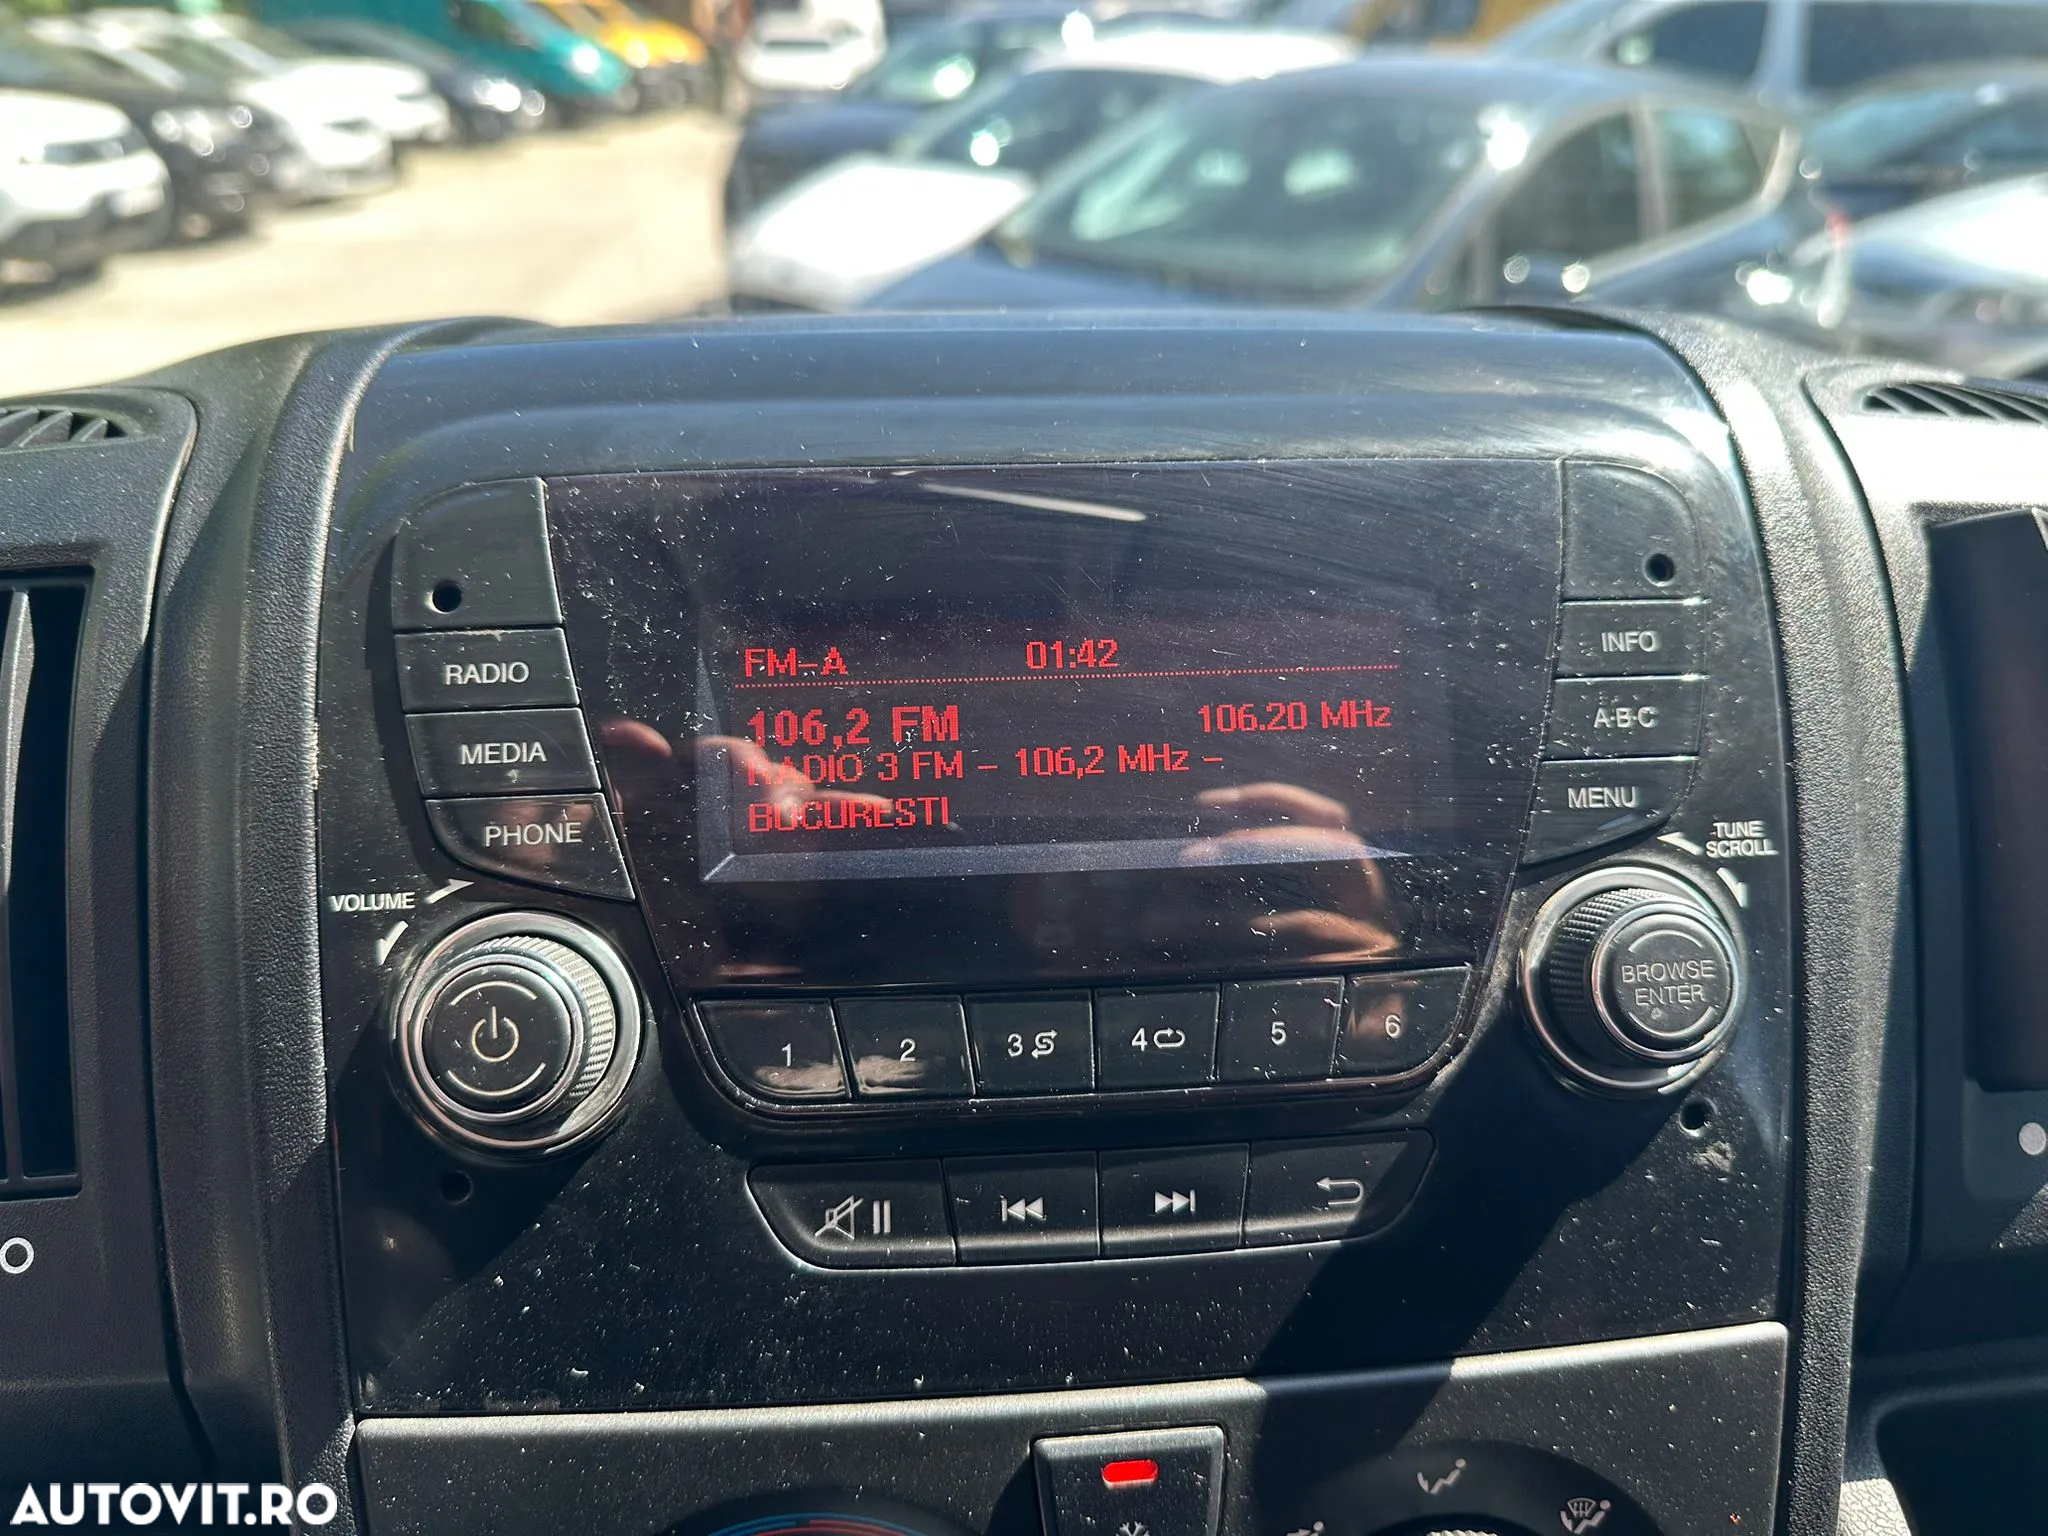 FM-A 01:42
106,2 FM 106.20 MHz
RADIO 3 FM - 106,2 MHz -
BUCURESTI
RADIO
MEDIA
PHONE
VOLUME
INFO
A·B·C
MENU
TUNE
SCROLL
BROWSE
ENTER
1 2 3 4 5 6
AUTOVIT.RO